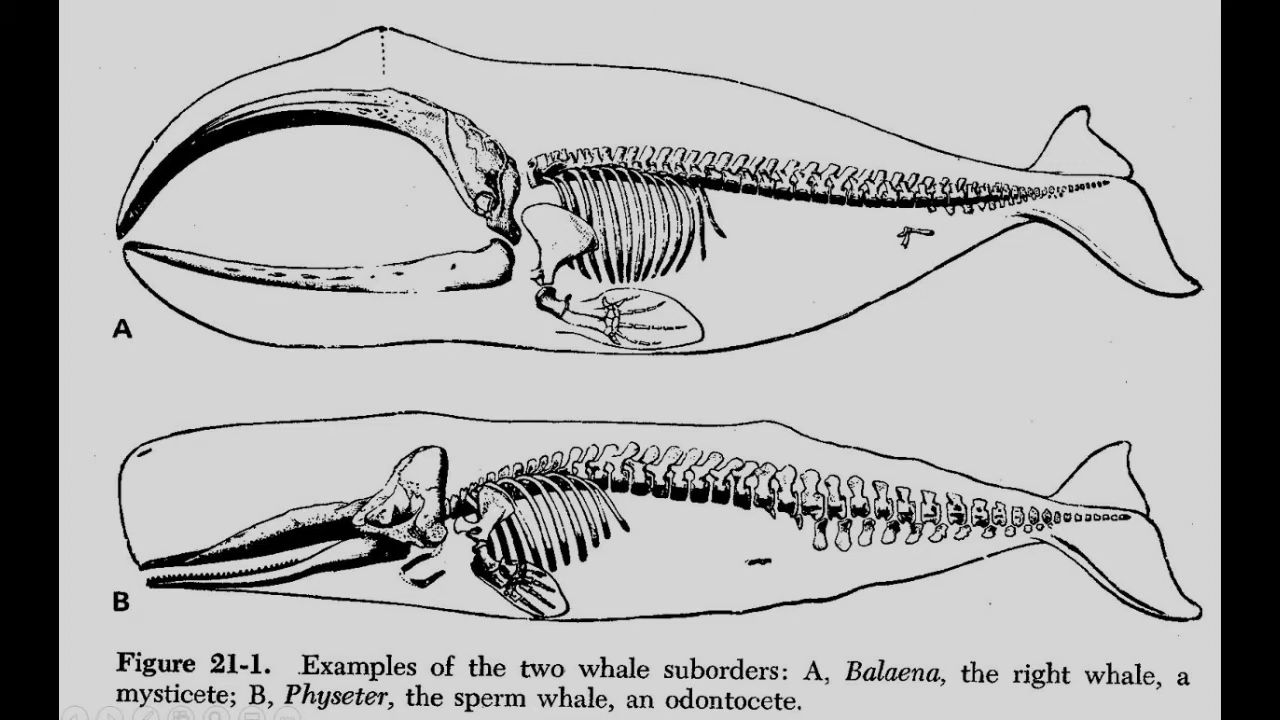 A
B
Figure 21-1. Examples of the two whale suborders: A, Balaena, the right whale, a
mysticete; B, Physeter, the sperm whale, an odontocete.